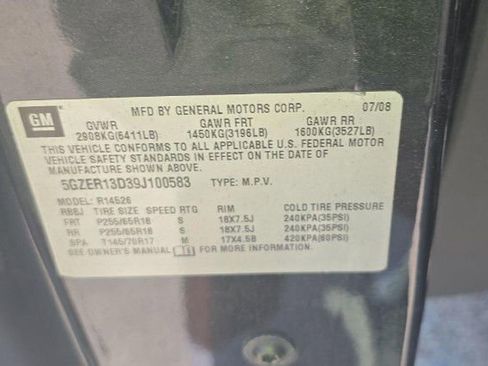 GM
MFD BY GENERAL MOTORS CORP. 07/08
GVWR GAWR FRT GAWR RR
2908KG(6411LB) 1450KG(3196LB) 1600KG(3527LB)
THIS VEHICLE CONFORMS TO ALL APPLICABLE U.S. FEDERAL MOTOR
VEHICLE SAFETY STANDARDS IN EFFECT ON THE DATE OF
MANUFACTURE SHOWN ABOVE.
5GZER13D39J100583 TYPE: M.P.V.
MODEL: R14526
RBBJ TIRE SIZE SPEED RTG RIM COLD TIRE PRESSURE
FRT P255/65R18 S 18X7.5J 240KPA(35PSI)
RR P255/65R18 S 18X7.5J 240KPA(35PSI)
SPA T145/70R17 M 17X4.5B 420KPA(60PSI)
SEE OWNER'S MANUAL FOR MORE INFORMATION.